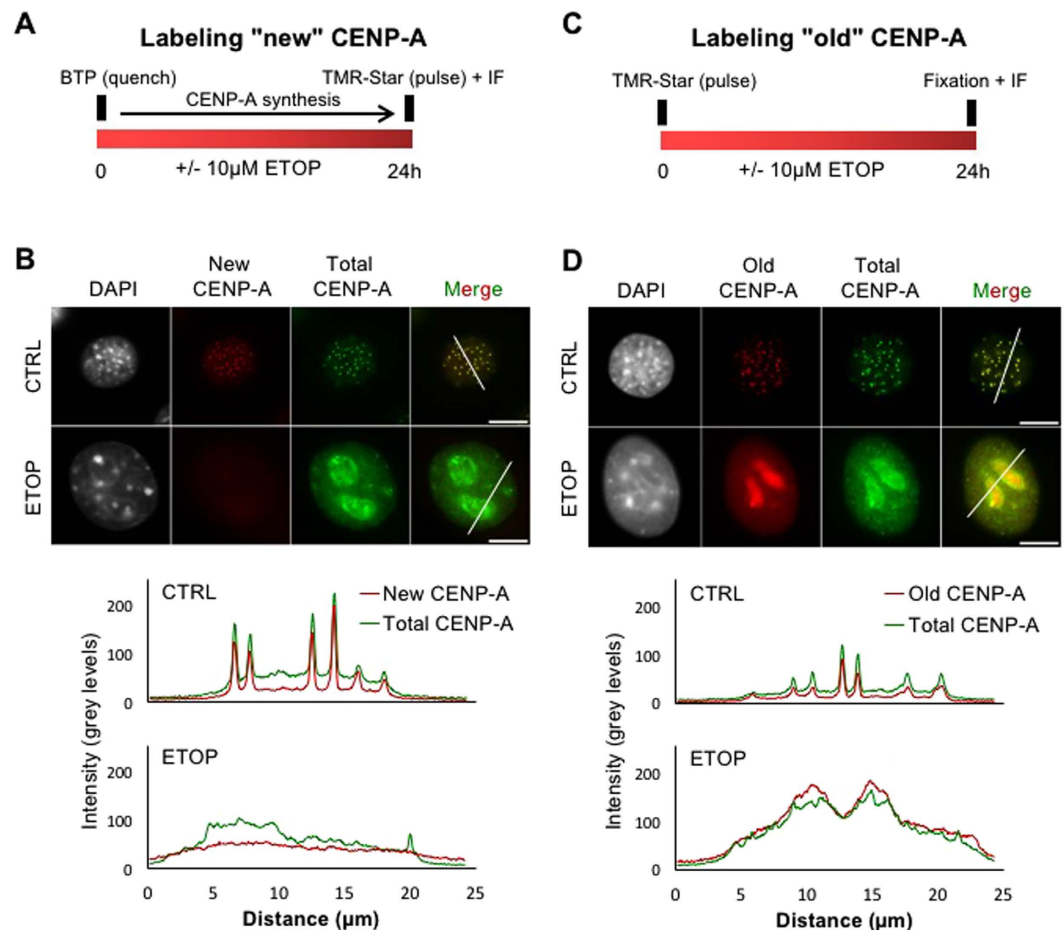 A
Labeling "new" CENP-A
BTP (quench)
TMR-Star (pulse) + IF
CENP-A synthesis
0
+/- 10µM ETOP
24h
C
Labeling "old" CENP-A
TMR-Star (pulse)
Fixation + IF
0
+/- 10µM ETOP
24h
B
DAPI
New
CENP-A
Total
CENP-A
Merge
CTRL
ETOP
D
DAPI
Old
CENP-A
Total
CENP-A
Merge
CTRL
ETOP
Intensity (grey levels)
CTRL
New CENP-A
Total CENP-A
200
100
0
ETOP
200
100
0
0
5
10
15
20
25
Distance (µm)
Intensity (grey levels)
CTRL
Old CENP-A
Total CENP-A
200
100
0
ETOP
200
100
0
0
5
10
15
20
25
Distance (µm)